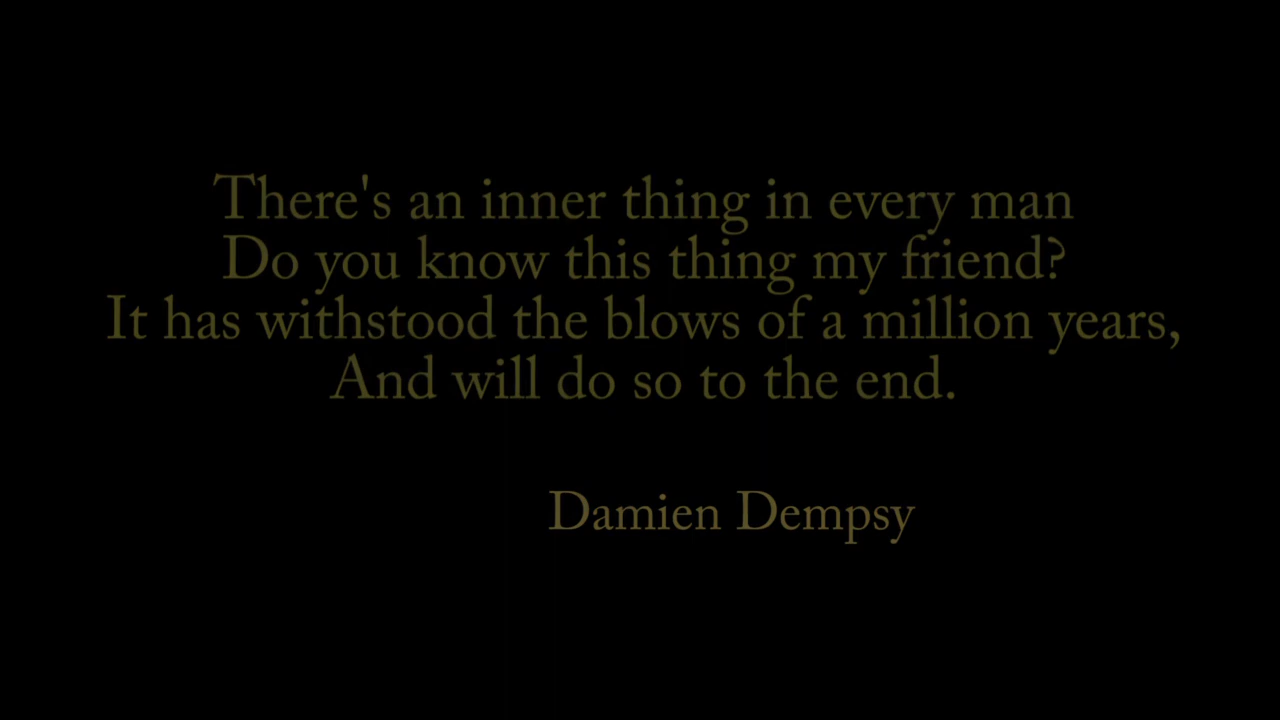 There's an inner thing in every man
Do you know this thing my friend?
It has withstood the blows of a million years,
And will do so to the end.
Damien Dempsy